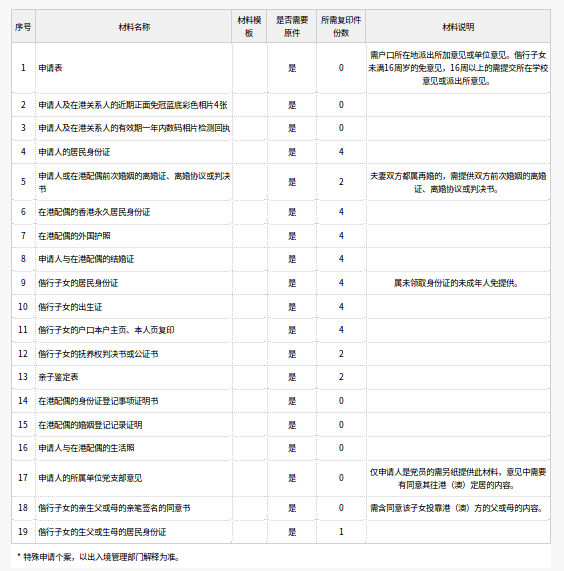 序号 材料名称 材料模板 是否需要原件 所需复印件份数 材料说明
1 申请表 是 0 需户口所在地派出所加意见或单位意见。偕行子女
未满16周岁的免意见，16周以上的需提交所在学校
意见或派出所意见。
2 申请人及在港关系人的近期正面免冠蓝底彩色相片4张 是 0
3 申请人及在港关系人的有效期一年内数码相片检测回执 是 0
4 申请人的居民身份证 是 4
5 申请人或在港配偶前次婚姻的离婚证、离婚协议或判决
书 是 2 夫妻双方都属再婚的，需提供双方前次婚姻的离婚
证、离婚协议或判决书。
6 在港配偶的香港永久居民身份证 是 4
7 在港配偶的外国护照 是 4
8 申请人与在港配偶的结婚证 是 4
9 偕行子女的居民身份证 是 4 属未领取身份证的未成年人免提供。
10 偕行子女的出生证 是 4
11 偕行子女的户口本户主页、本人页复印 是 4
12 偕行子女的抚养权判决书或公证书 是 2
13 亲子鉴定表 是 2
14 在港配偶的身份证登记事项证明书 是 0
15 在港配偶的婚姻登记记录证明 是 0
16 申请人与在港配偶的生活照 是 0
17 申请人的所属单位党支部意见 是 0 仅申请人是党员的需另纸提供此材料，意见中需要
有同意其往港（澳）定居的内容。
18 偕行子女的亲生父或母的亲笔签名的同意书 是 0 需含同意该子女投靠港（澳）方的父或母的内容。
19 偕行子女的生父或生母的居民身份证 是 1
* 特殊申请个案，以出入境管理部门解释为准。